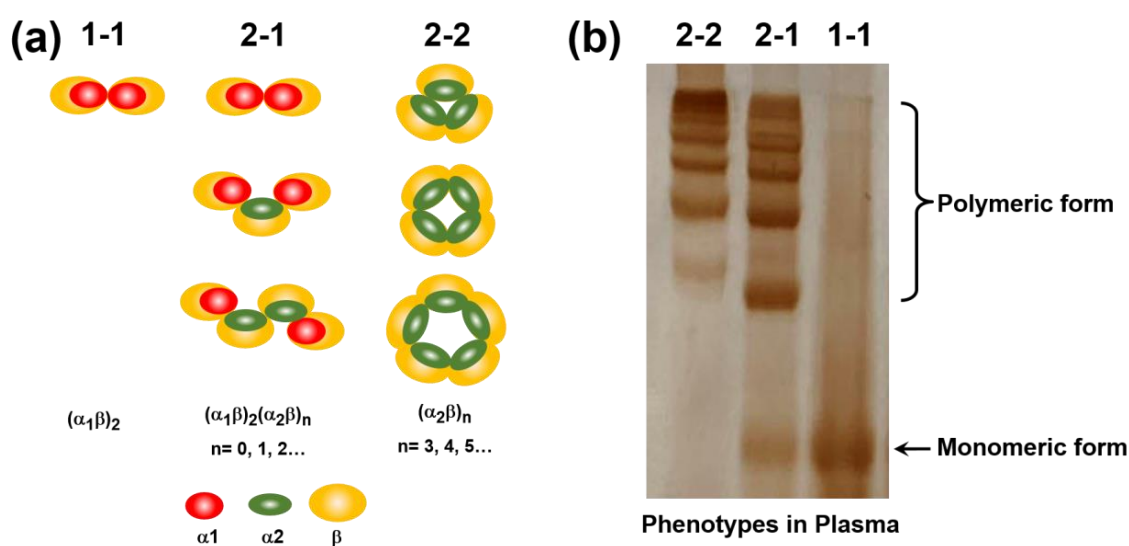 (a) 1-1 2-1 2-2
(α1β)2
(α1β)2(α2β)n
n= 0, 1, 2...
(α2β)n
n= 3, 4, 5...
α1 α2 β
(b) 2-2 2-1 1-1
Polymeric form
Monomeric form
Phenotypes in Plasma